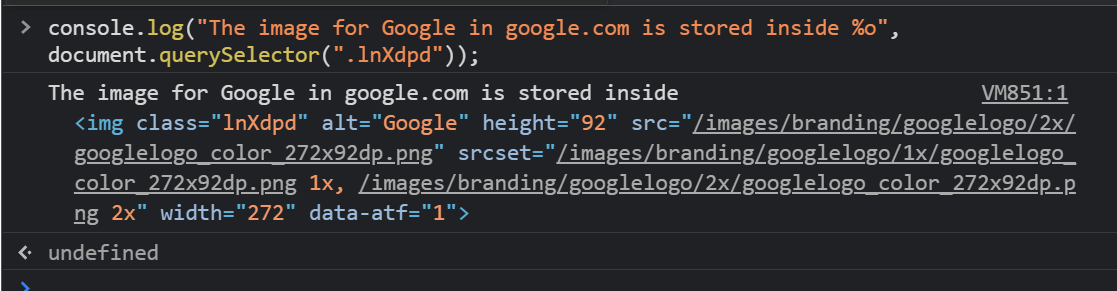 console.log("The image for Google in google.com is stored inside %o",
document.querySelector(".lnXdpd"));
The image for Google in google.com is stored inside VM851:1
<img class="lnXdpd" alt="Google" height="92" src="/images/branding/googlelogo/2x/
googlelogo_color_272x92dp.png" srcset="/images/branding/googlelogo/1x/googlelogo_
color_272x92dp.png 1x, /images/branding/googlelogo/2x/googlelogo_color_272x92dp.p
ng 2x" width="272" data-atf="1">
undefined